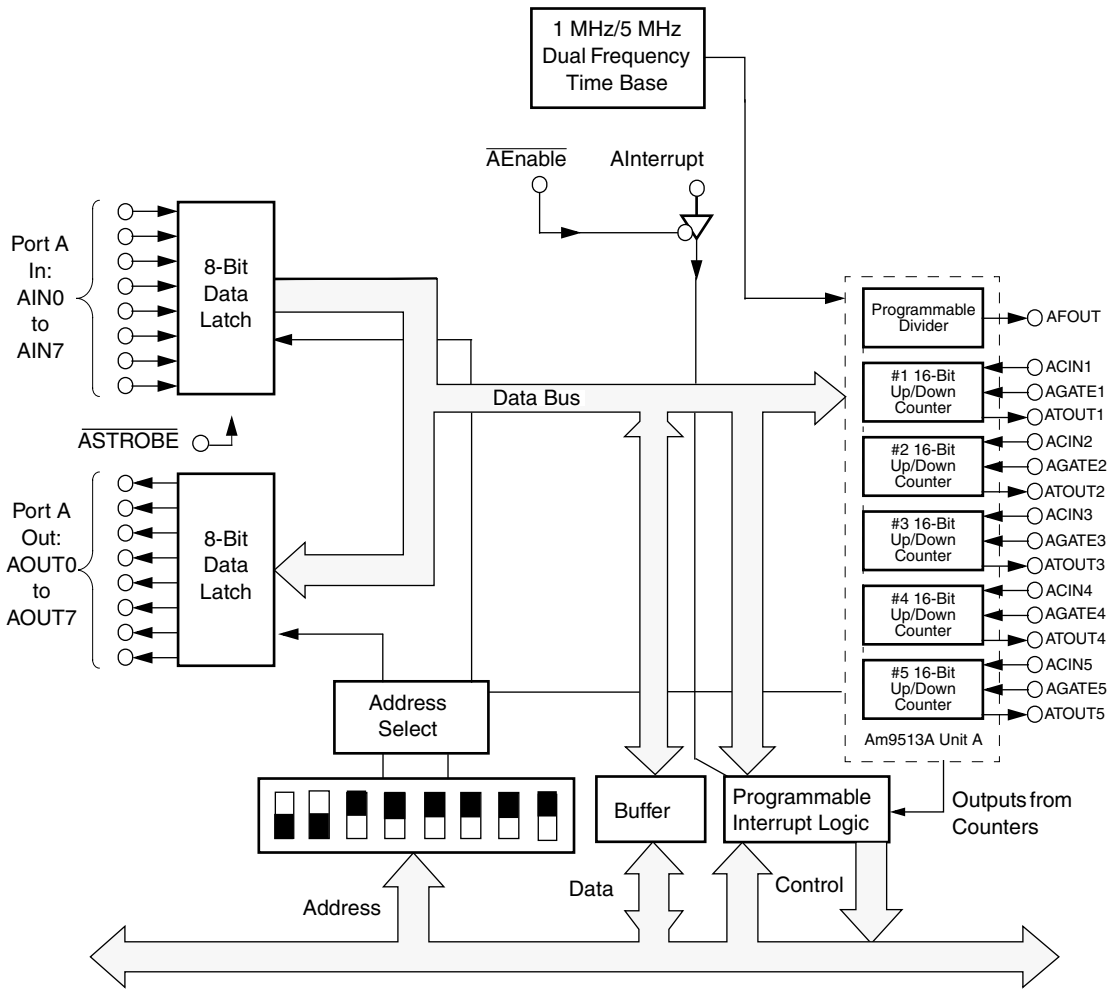 1 MHz/5 MHz
Dual Frequency
Time Base
AEnable
AInterrupt
Port A
In:
AIN0
to
AIN7
8-Bit
Data
Latch
ASTROBE
Port A
Out:
AOUT0
to
AOUT7
8-Bit
Data
Latch
Data Bus
Programmable
Divider
AFOUT
#1 16-Bit
Up/Down
Counter
ACIN1
AGATE1
ATOUT1
#2 16-Bit
Up/Down
Counter
ACIN2
AGATE2
ATOUT2
#3 16-Bit
Up/Down
Counter
ACIN3
AGATE3
ATOUT3
#4 16-Bit
Up/Down
Counter
ACIN4
AGATE4
ATOUT4
#5 16-Bit
Up/Down
Counter
ACIN5
AGATE5
ATOUT5
Am9513A Unit A
Address
Select
Buffer
Programmable
Interrupt Logic
Outputs from
Counters
Address
Data
Control